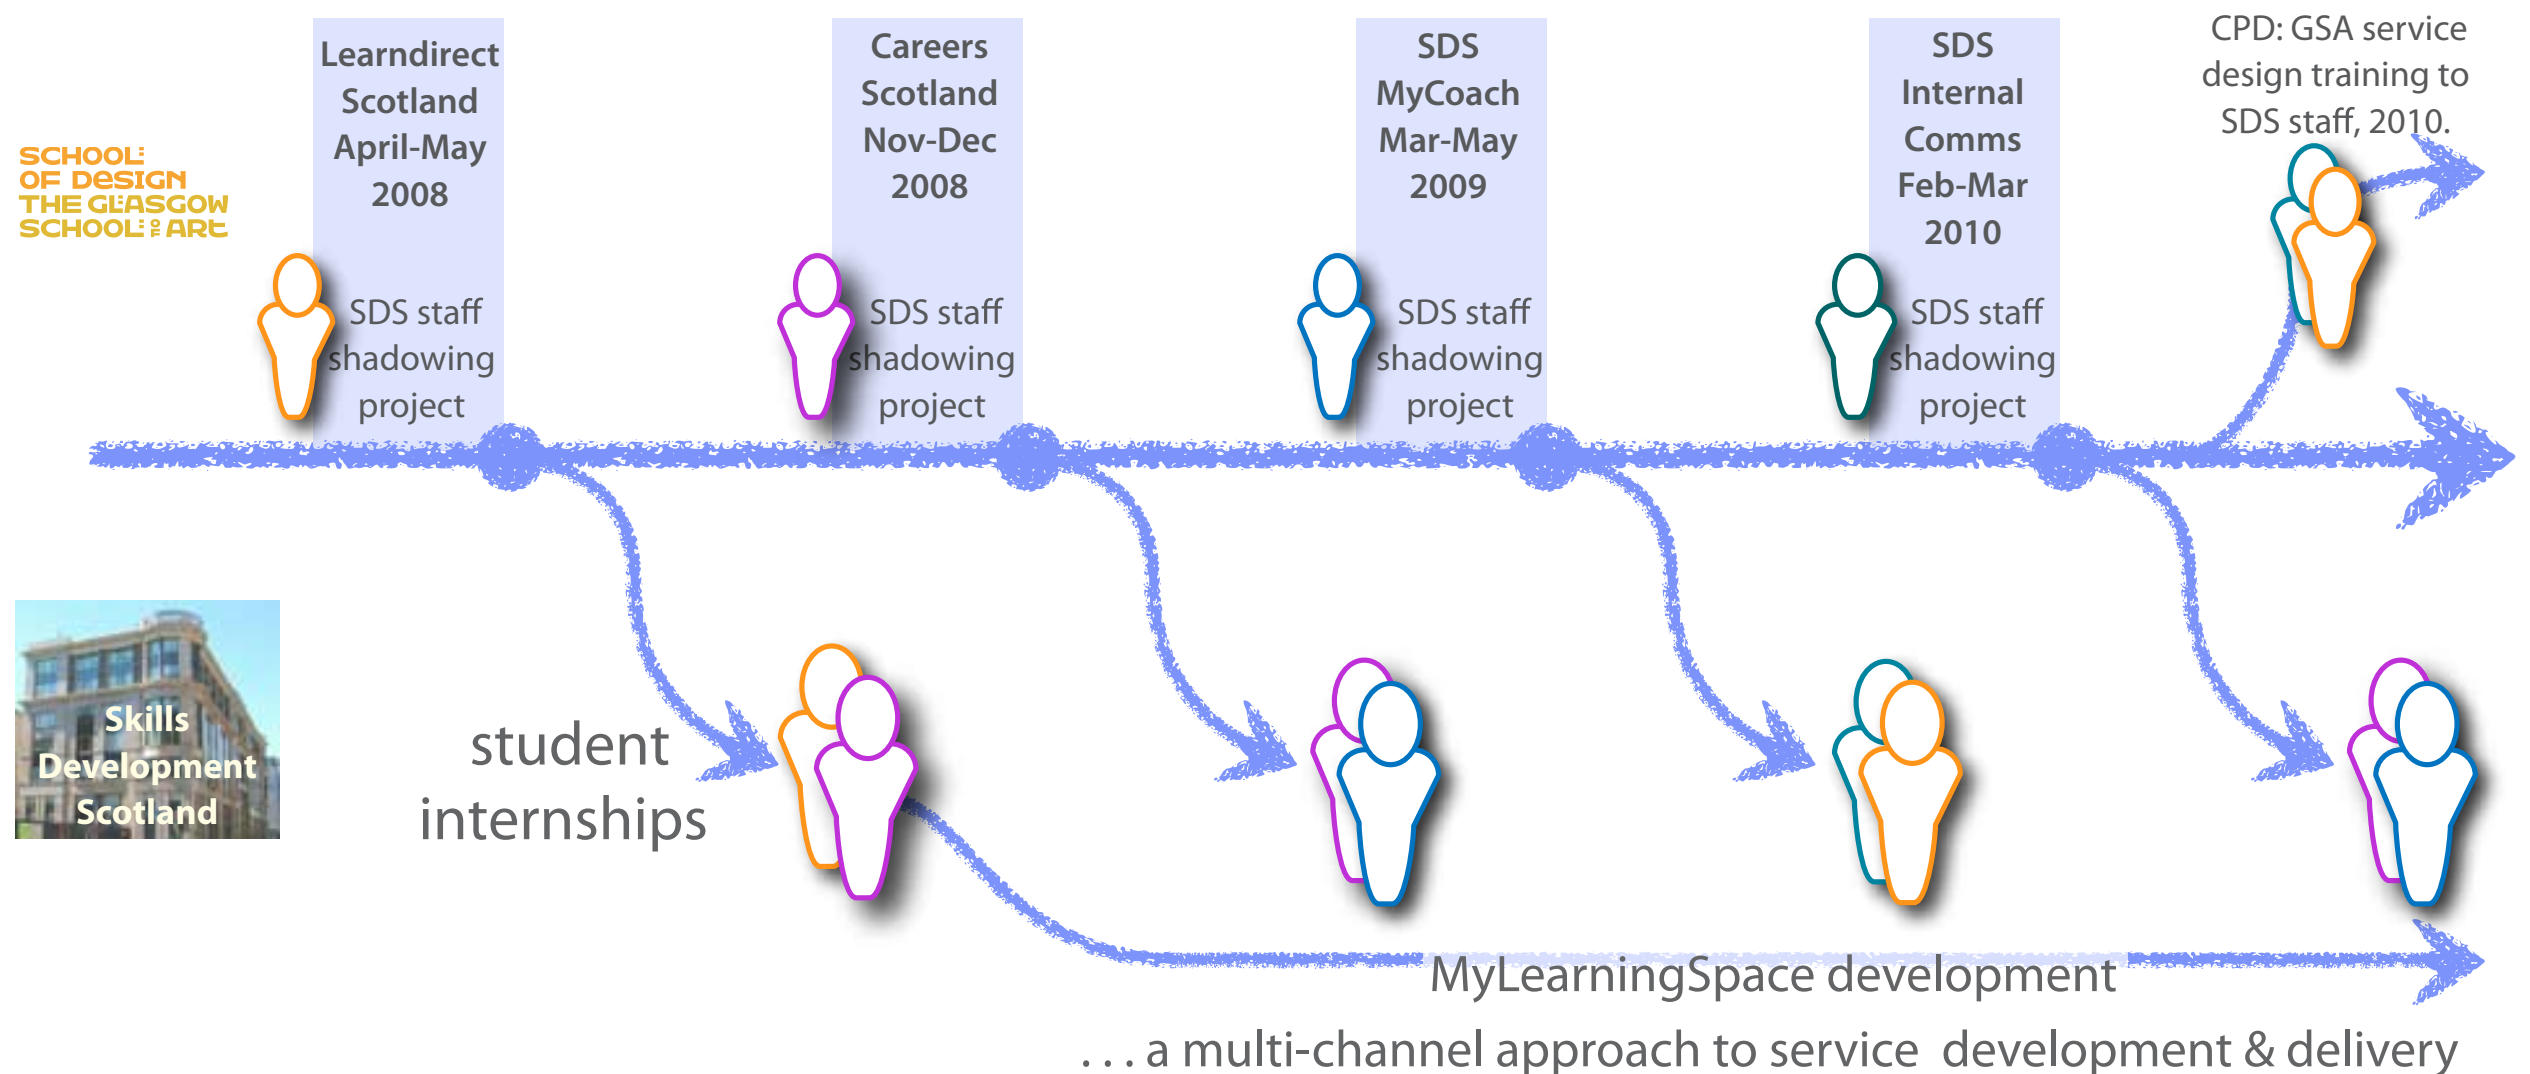 Learndirect
Scotland
April-May
2008
Careers
Scotland
Nov-Dec
2008
SDS
MyCoach
Mar-May
2009
SDS
Internal
Comms
Feb-Mar
2010
CPD: GSA service
design training to
SDS staff, 2010.
SCHOOL:
OF DESIGN
THE GLASGOW
SCHOOL: OF ART
SDS staff
shadowing
project
SDS staff
shadowing
project
SDS staff
shadowing
project
SDS staff
shadowing
project
Skills
Development
Scotland
student
internships
MyLearningSpace development
. . . a multi-channel approach to service development & delivery